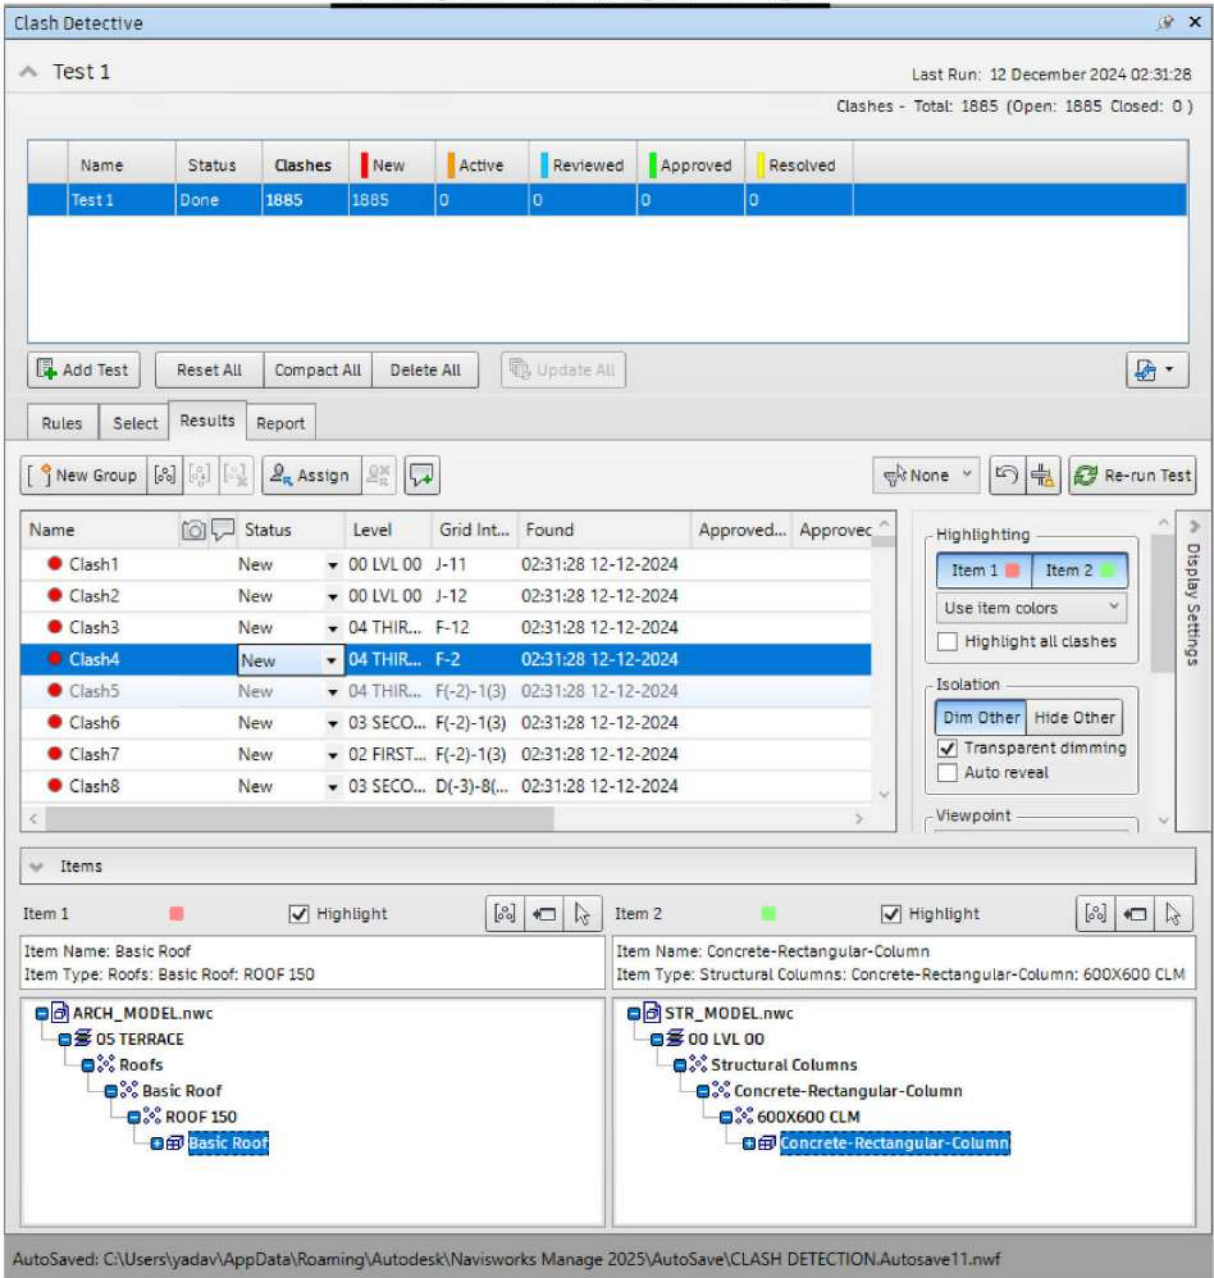 Clash Detective
Test 1
Last Run: 12 December 2024 02:31:28
Clashes - Total: 1885 (Open: 1885 Closed: 0 )
Name Status Clashes New Active Reviewed Approved Resolved
Test 1 Done 1885 1885 0 0 0 0
Add Test Reset All Compact All Delete All Update All
Rules Select Results Report
New Group Assign None Re-run Test
Name Status Level Grid Int... Found Approved... Approved
Clash1 New 00 LVL 00 J-11 02:31:28 12-12-2024
Clash2 New 00 LVL 00 J-12 02:31:28 12-12-2024
Clash3 New 04 THIR... F-12 02:31:28 12-12-2024
Clash4 New 04 THIR... F-2 02:31:28 12-12-2024
Clash5 New 04 THIR... F(-2)-1(3) 02:31:28 12-12-2024
Clash6 New 03 SECO... F(-2)-1(3) 02:31:28 12-12-2024
Clash7 New 02 FIRST... F(-2)-1(3) 02:31:28 12-12-2024
Clash8 New 03 SECO... D(-3)-8(... 02:31:28 12-12-2024
Highlighting
Item 1 Item 2
Use item colors
Highlight all clashes
Isolation
Dim Other Hide Other
Transparent dimming
Auto reveal
Viewpoint
Display Settings
Items
Item 1 Highlight
Item Name: Basic Roof
Item Type: Roofs: Basic Roof: ROOF 150
ARCH_MODEL.nwc
05 TERRACE
Roofs
Basic Roof
ROOF 150
Basic Roof
Item 2 Highlight
Item Name: Concrete-Rectangular-Column
Item Type: Structural Columns: Concrete-Rectangular-Column: 600X600 CLM
STR_MODEL.nwc
00 LVL 00
Structural Columns
Concrete-Rectangular-Column
600X600 CLM
Concrete-Rectangular-Column
AutoSaved: C:\Users\yadav\AppData\Roaming\Autodesk\Navisworks Manage 2025\AutoSave\CLASH DETECTION.Autosave11.nwf